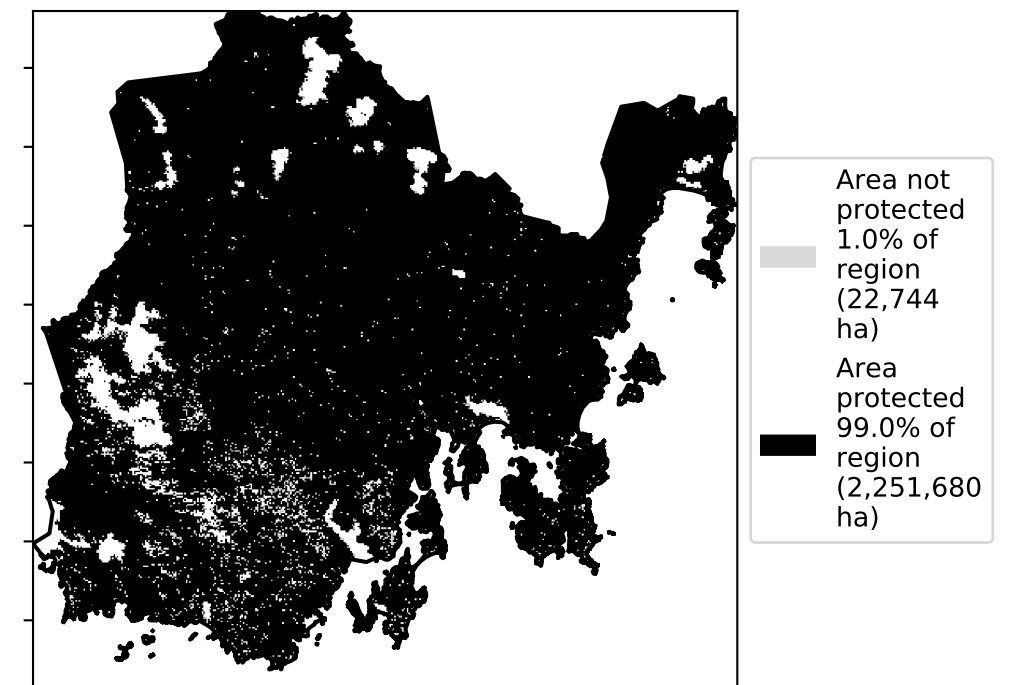 Area not
protected
1.0% of
region
(22,744
ha)
Area
protected
99.0% of
region
(2,251,680
ha)